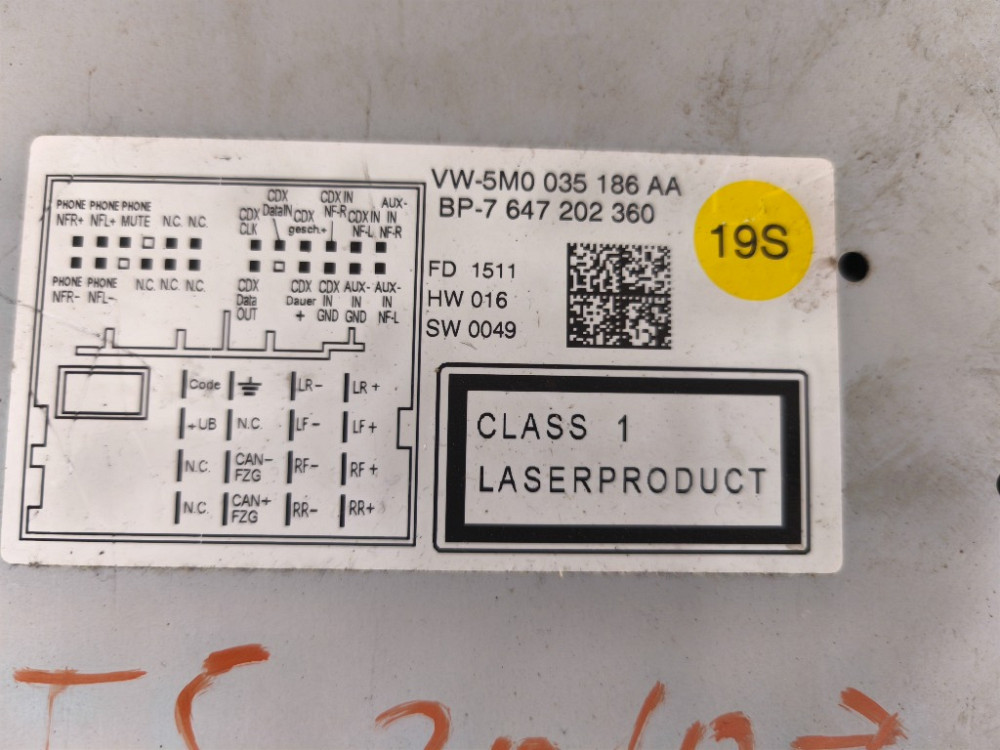 VW-5M0 035 186 AA
BP-7 647 202 360
19S
FD 1511
HW 016
SW 0049
CLASS 1
LASERPRODUCT
PHONE NFR+ PHONE NFL+ PHONE MUTE N.C. N.C.
PHONE NFR- PHONE NFL- N.C. N.C. N.C.
CDX CLK CDX DataIN CDX gesch.+ CDX IN NF-R CDX IN NF-L AUX-IN NF-R
CDX Data OUT CDX Dauer + CDX IN GND AUX-IN GND AUX-IN NF-L
Code LR- LR+
+UB N.C. LF- LF+
N.C. CAN- FZG RF- RF+
N.C. CAN+ FZG RR- RR+